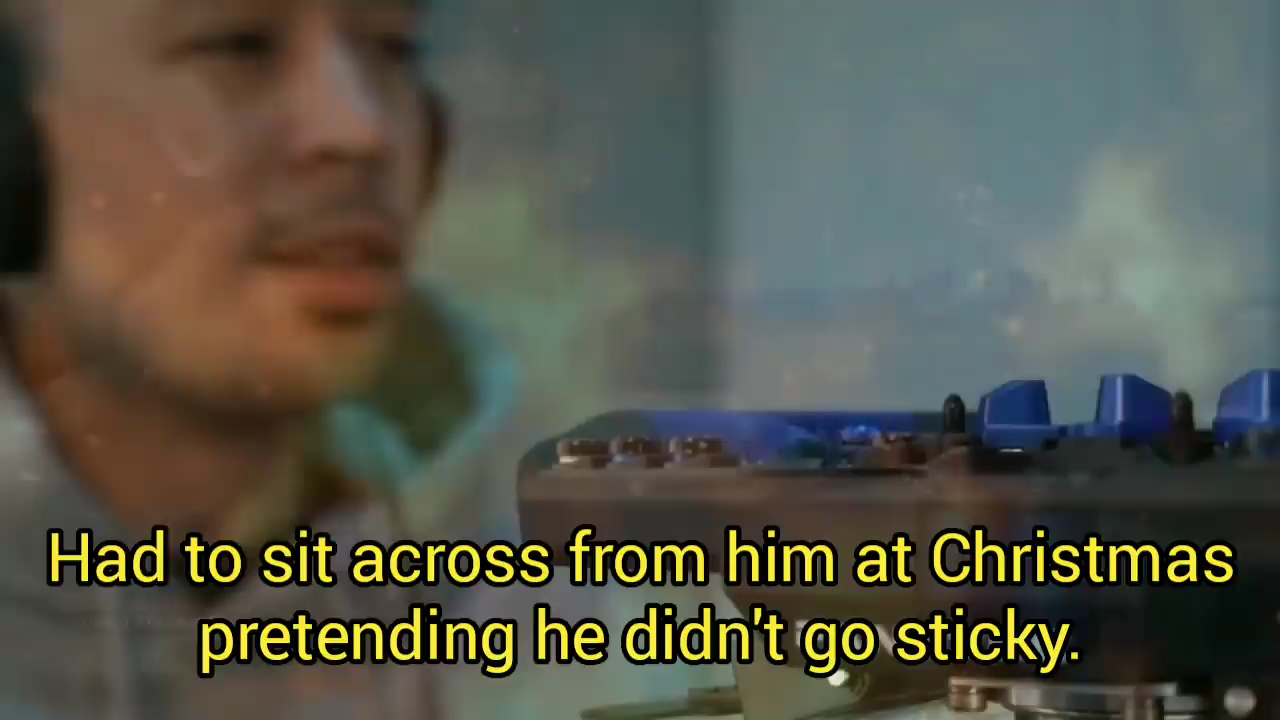 Had to sit across from him at Christmas
pretending he didn't go sticky.